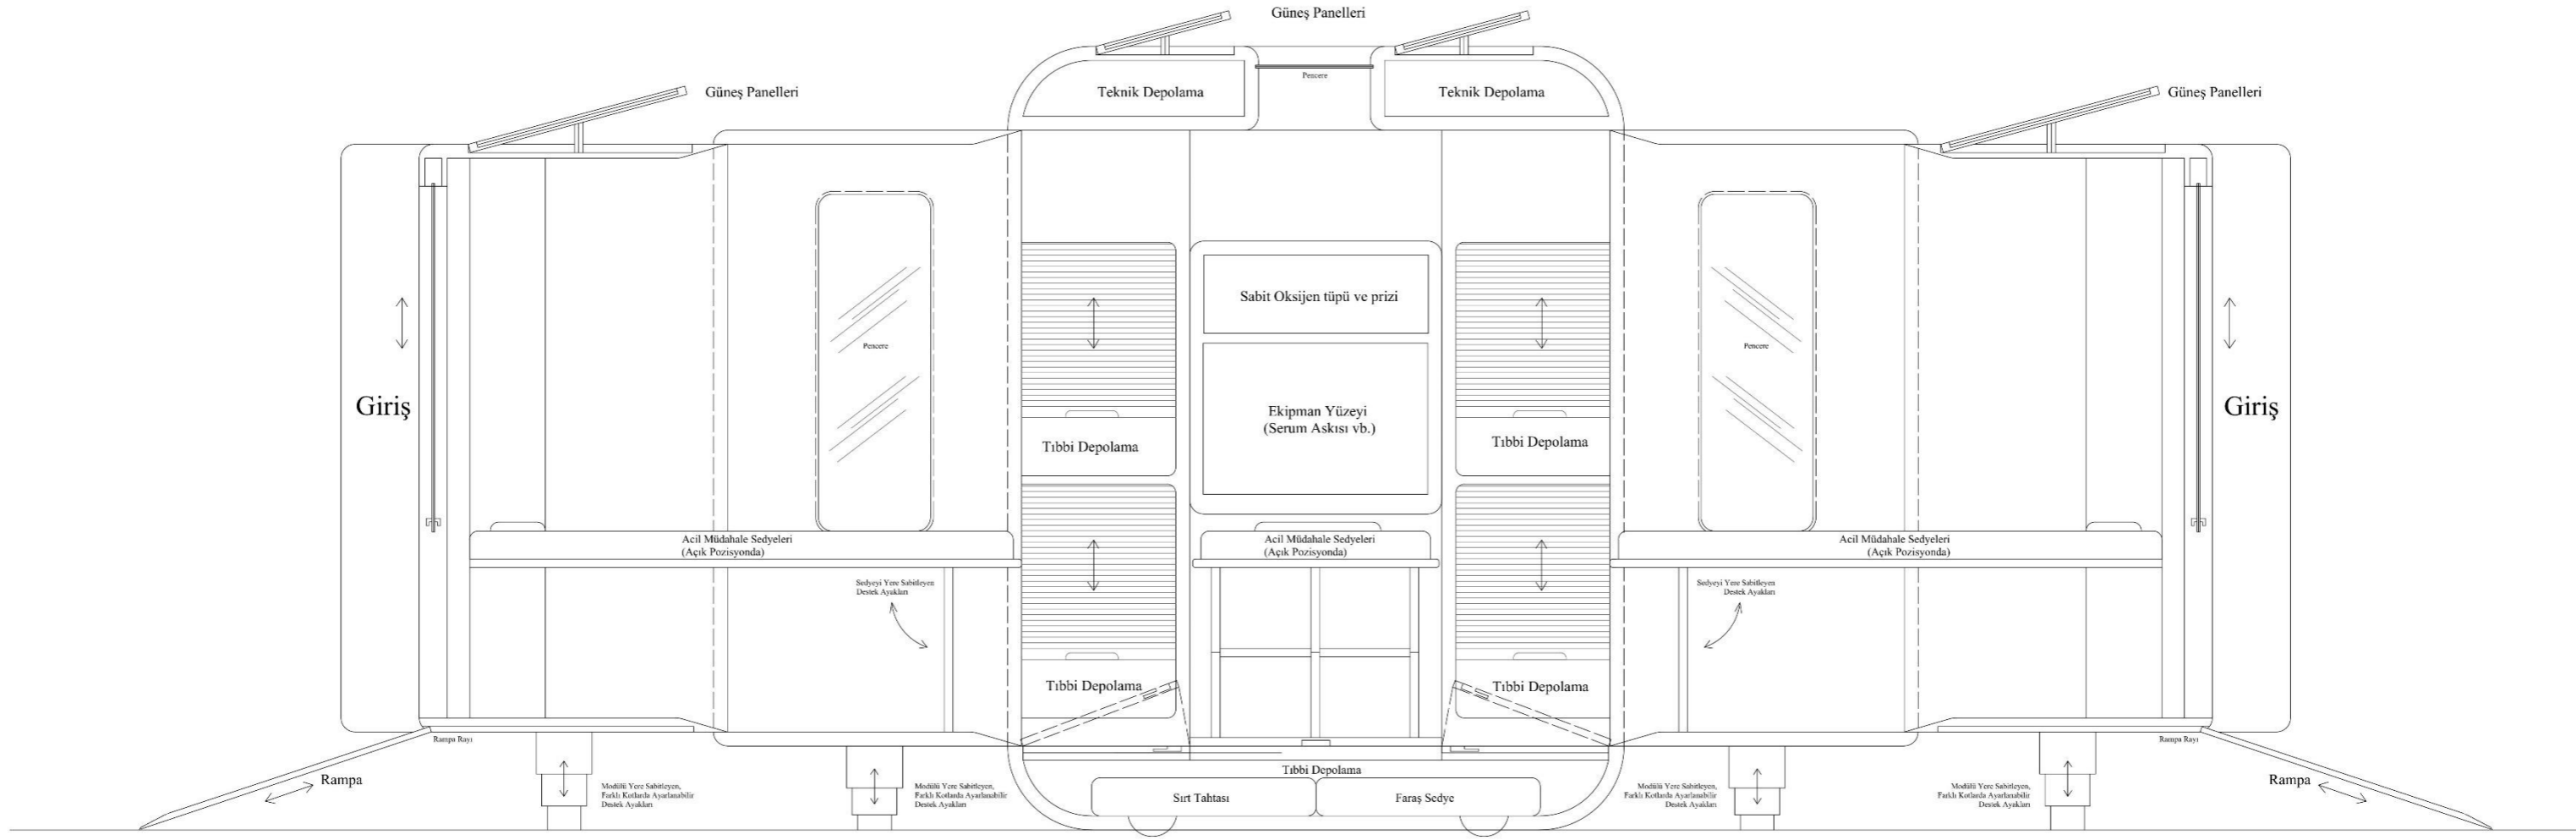 Güneş Panelleri
Pencere
Güneş Panelleri
Teknik Depolama
Teknik Depolama
Güneş Panelleri
Sabit Oksijen tüpü ve prizi
Pencere
Pencere
Giriş
Ekipman Yüzeyi
(Serum Askısı vb.)
Giriş
Tıbbi Depolama
Tıbbi Depolama
Acil Müdahale Sedyeleri
(Açık Pozisyonda)
Acil Müdahale Sedyeleri
(Açık Pozisyonda)
Acil Müdahale Sedyeleri
(Açık Pozisyonda)
Sedyeyi Yere Sabitleyen
Destek Ayakları
Sedyeyi Yere Sabitleyen
Destek Ayakları
Tıbbi Depolama
Tıbbi Depolama
Rampa Rayı
Rampa Rayı
Rampa
Tıbbi Depolama
Rampa
Modülü Yere Sabitleyen,
Farklı Kotlarda Ayarlanabilir
Destek Ayakları
Modülü Yere Sabitleyen,
Farklı Kotlarda Ayarlanabilir
Destek Ayakları
Sırt Tahtası
Faraş Sedye
Modülü Yere Sabitleyen,
Farklı Kotlarda Ayarlanabilir
Destek Ayakları
Modülü Yere Sabitleyen,
Farklı Kotlarda Ayarlanabilir
Destek Ayakları